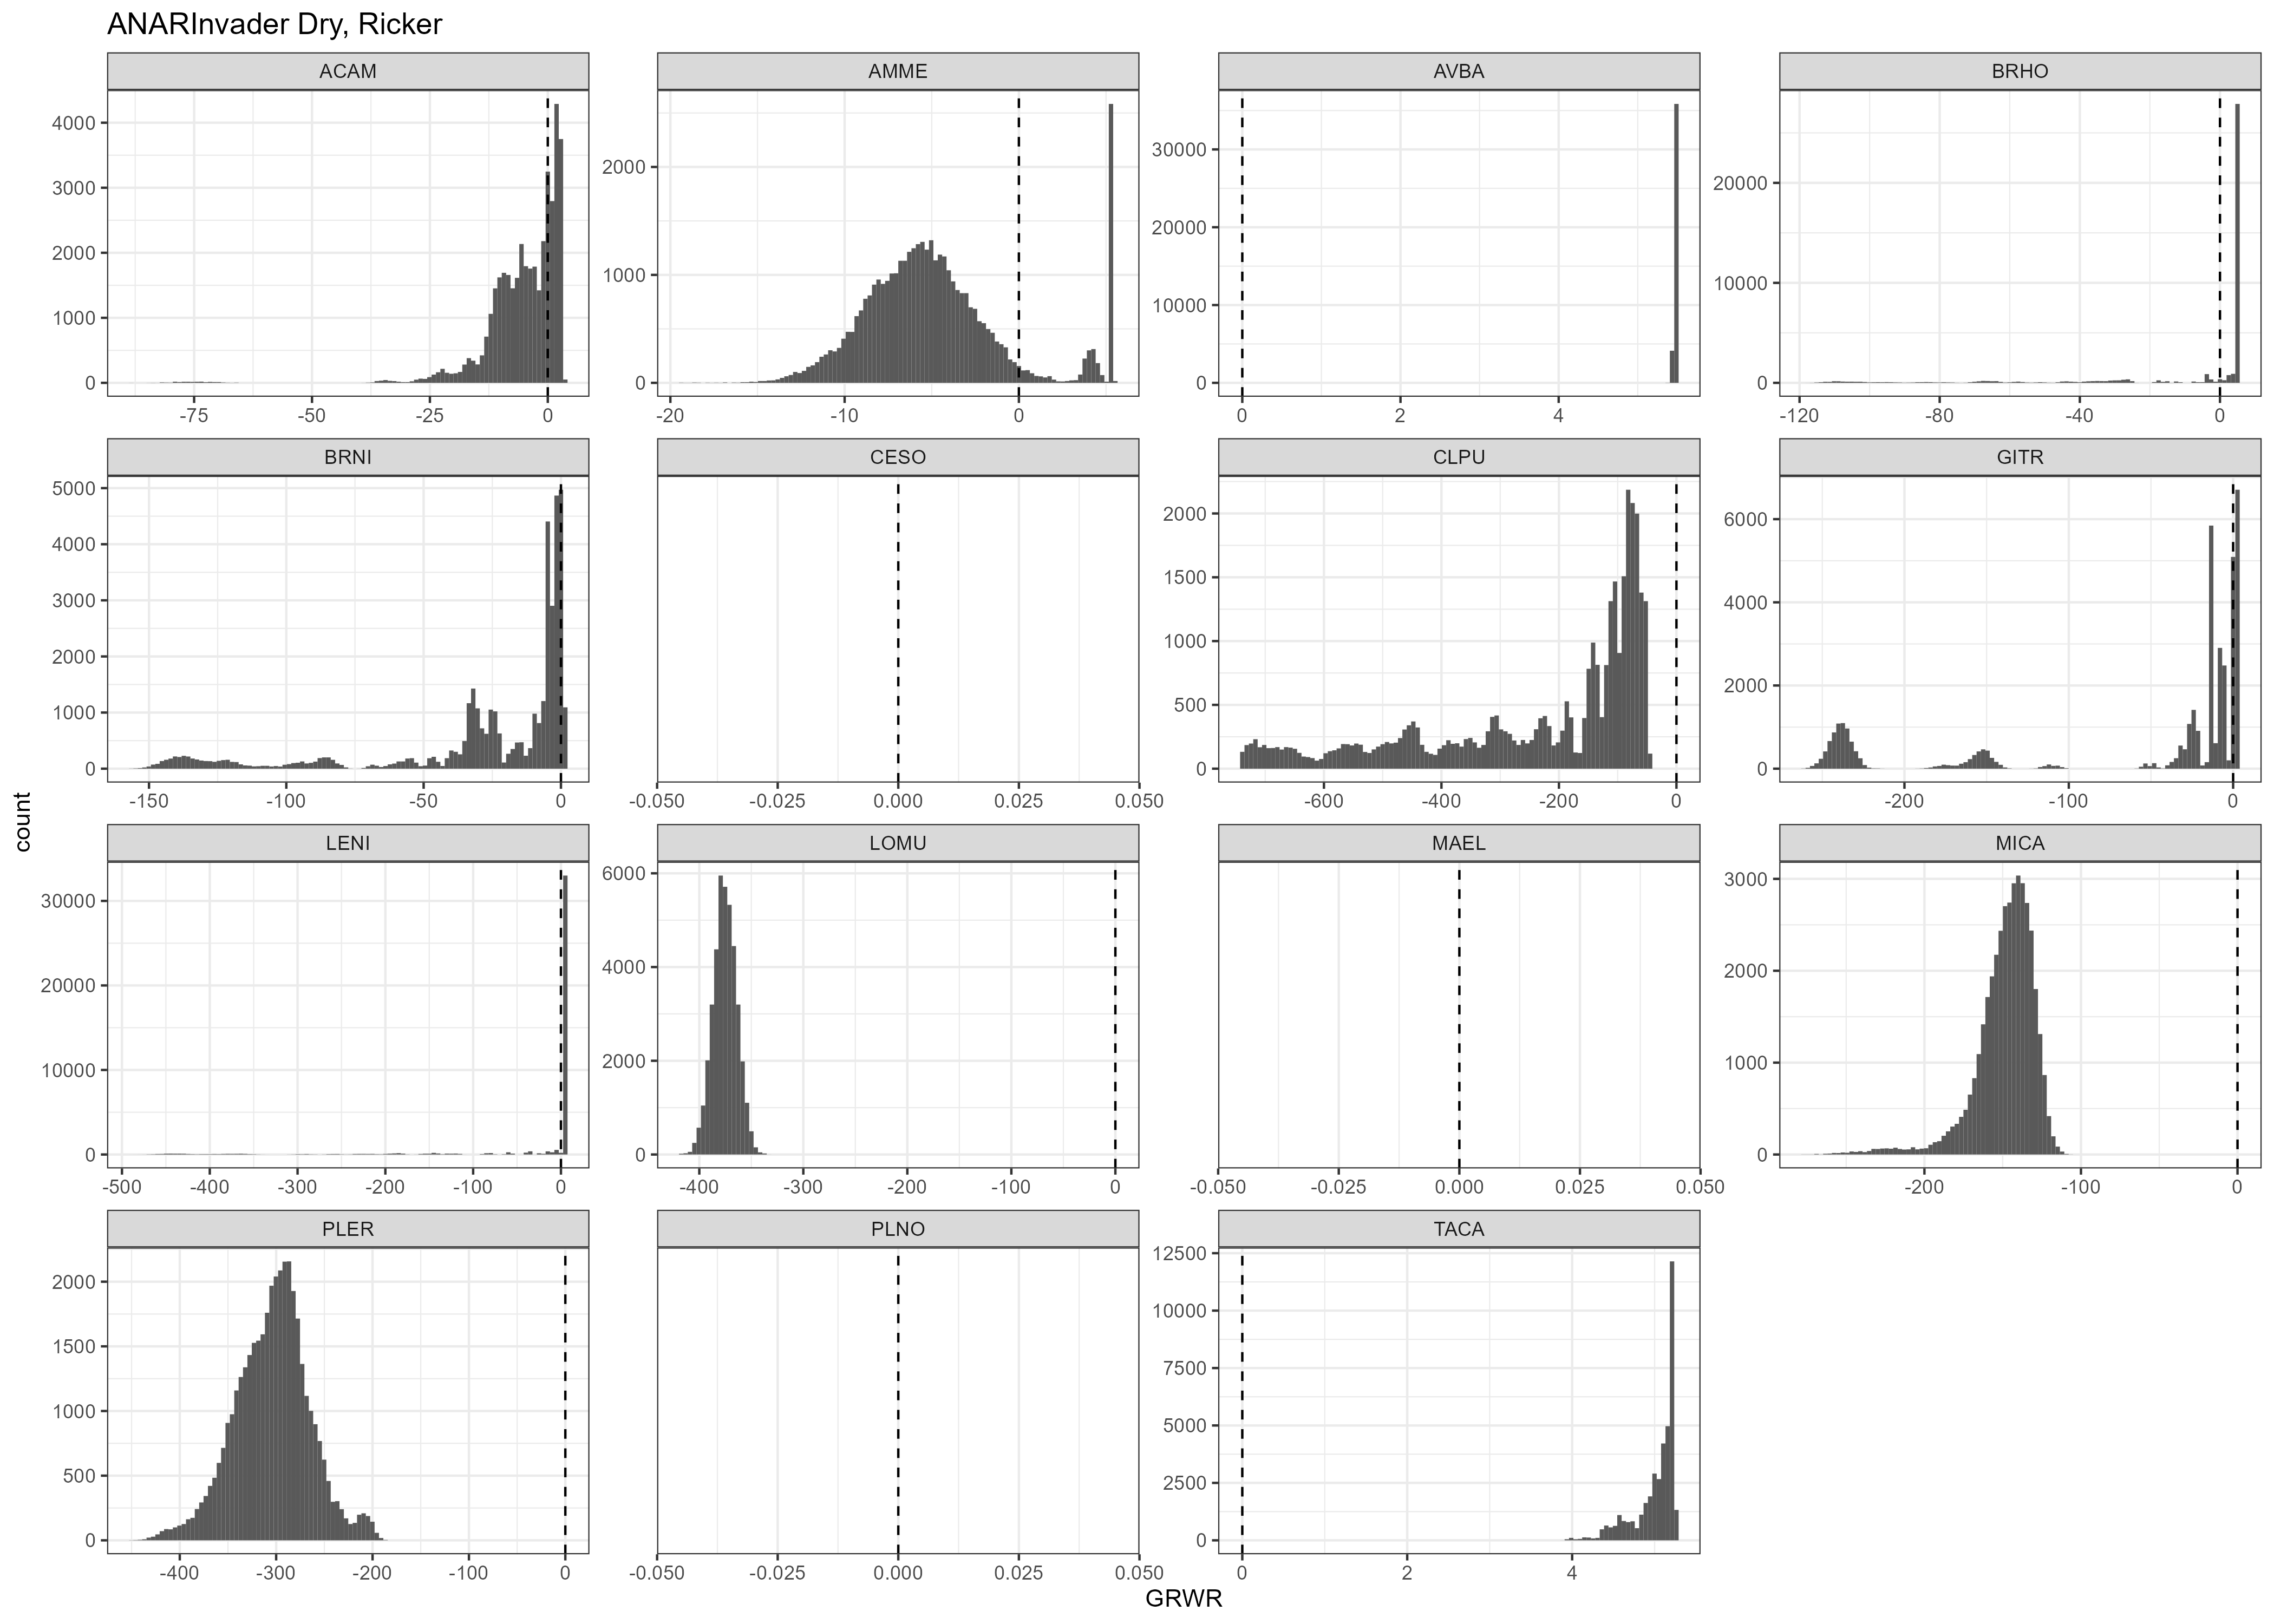 ANARInvader Dry, Ricker
ACAM
AMME
AVBA
BRHO
4000
3000
2000
1000
0
2000
1000
0
30000
20000
10000
0
20000
10000
0
-75 -50 -25 0
-20 -10 0
0 2 4
-120 -80 -40 0
BRNI
CESO
CLPU
GITR
5000
4000
3000
2000
1000
0
2000
1500
1000
500
0
6000
4000
2000
0
-150 -100 -50 0
-0.050 -0.025 0.000 0.025 0.050
-600 -400 -200 0
-200 -100 0
count
LENI
LOMU
MAEL
MICA
30000
20000
10000
0
6000
4000
2000
0
3000
2000
1000
0
-500 -400 -300 -200 -100 0
-400 -300 -200 -100 0
-0.050 -0.025 0.000 0.025 0.050
-200 -100 0
PLER
PLNO
TACA
2000
1500
1000
500
0
12500
10000
7500
5000
2500
0
-400 -300 -200 -100 0
-0.050 -0.025 0.000 0.025 0.050
0 2 4
GRWR